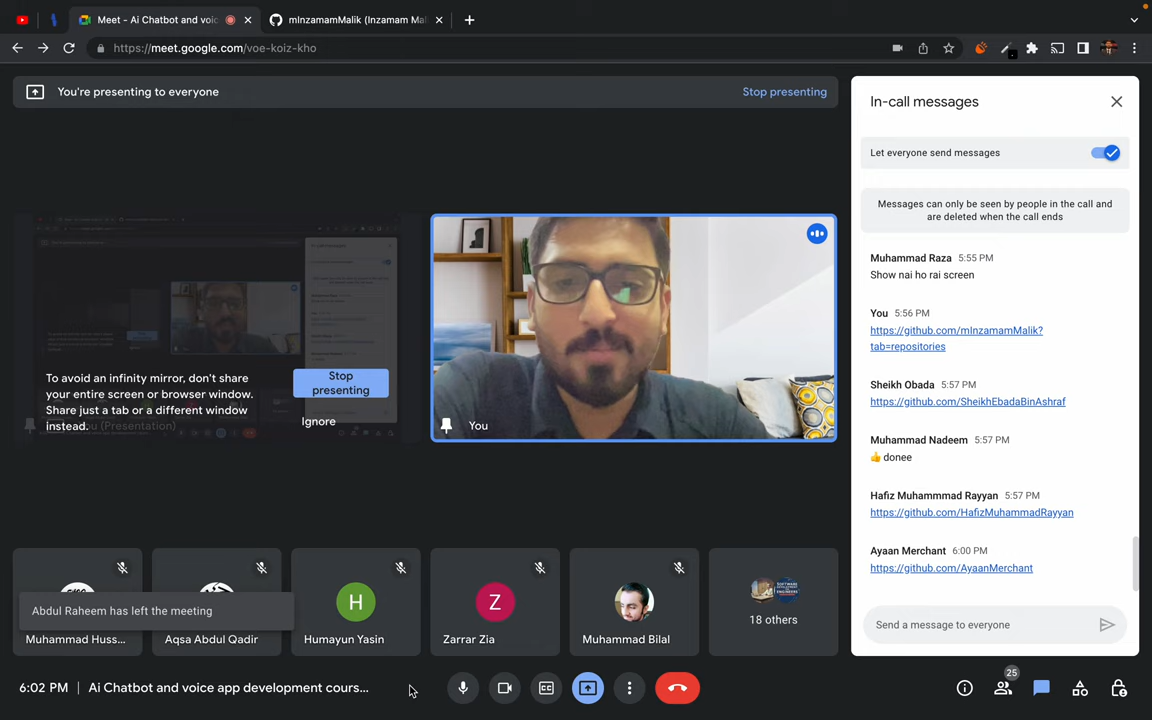 Meet - Ai Chatbot and voic
mInzamamMalik (Inzamam Mal
https://meet.google.com/voe-koiz-kho
You're presenting to everyone
Stop presenting
To avoid an infinity mirror, don't share
your entire screen or browser window.
Share just a tab or a different window
instead.
Stop
presenting
Ignore
(Presentation)
You
In-call messages
Let everyone send messages
Messages can only be seen by people in the call and
are deleted when the call ends
Muhammad Raza 5:55 PM
Show nai ho rai screen
You 5:56 PM
https://github.com/mInzamamMalik?
tab=repositories
Sheikh Obada 5:57 PM
https://github.com/SheikhEbadaBinAshraf
Muhammad Nadeem 5:57 PM
👍 donee
Hafiz Muhammmad Rayyan 5:57 PM
https://github.com/HafizMuhammadRayyan
Ayaan Merchant 6:00 PM
https://github.com/AyaanMerchant
Send a message to everyone
Abdul Raheem has left the meeting
Muhammad Huss...
Aqsa Abdul Qadir
H
Humayun Yasin
Z
Zarrar Zia
Muhammad Bilal
18 others
6:02 PM | Ai Chatbot and voice app development cours...
25